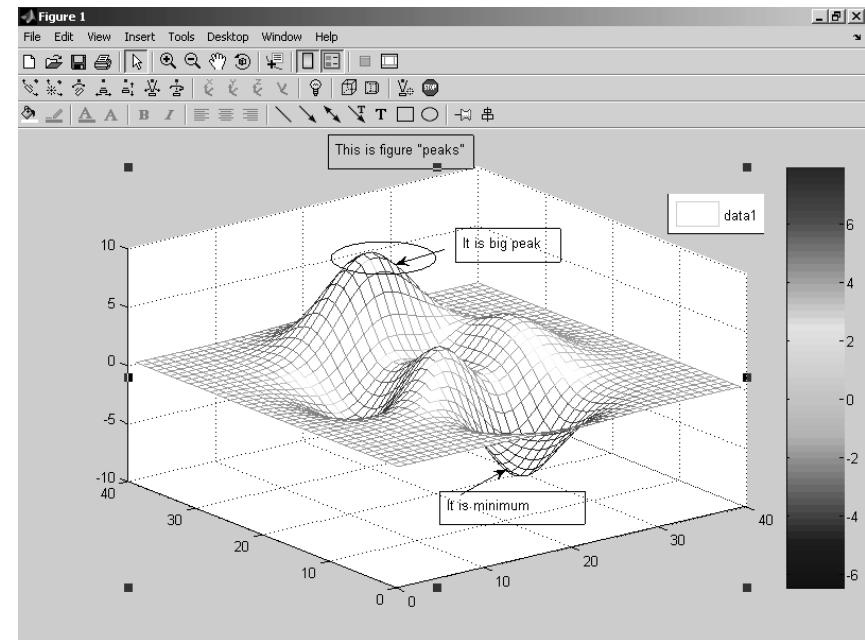 Figure 1
File Edit View Insert Tools Desktop Window Help
T
T
A A B I
T
STOP
This is figure "peaks"
data1
It is big peak
10
5
0
-5
-10
40
30
20
10
0
0
10
20
30
40
It is minimum
6
4
2
0
-2
-4
-6